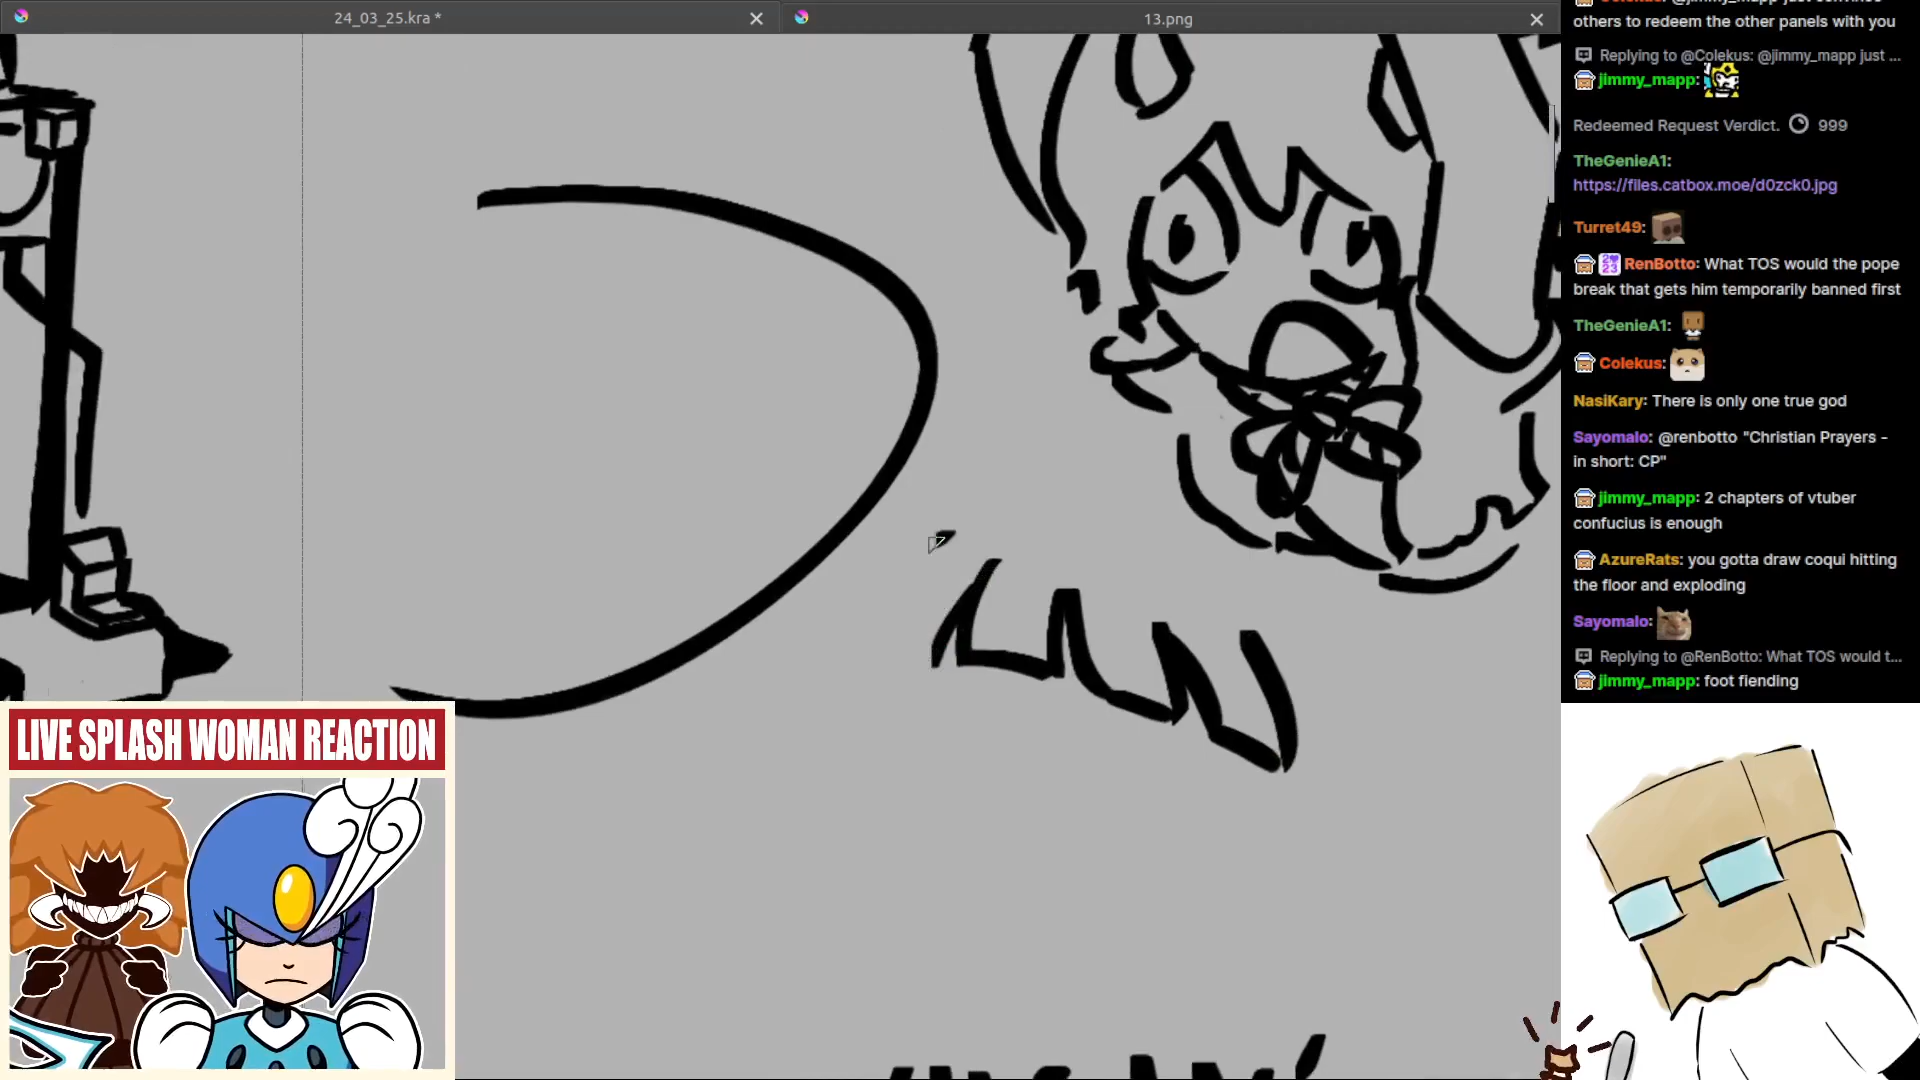 24_03_25.kra *
13.png
others to redeem the other panels with you
Replying to @Colekus: @jimmy_mapp just ...
jimmy_mapp:
Redeemed Request Verdict. 999
TheGenieA1:
https://files.catbox.moe/d0zck0.jpg
Turret49:
RenBotto: What TOS would the pope
break that gets him temporarily banned first
TheGenieA1:
Colekus:
NasiKary: There is only one true god
Sayomalo: @renbotto "Christian Prayers -
in short: CP"
jimmy_mapp: 2 chapters of vtuber
confucius is enough
AzureRats: you gotta draw coqui hitting
the floor and exploding
Sayomalo:
Replying to @RenBotto: What TOS would t...
jimmy_mapp: foot fiending
LIVE SPLASH WOMAN REACTION